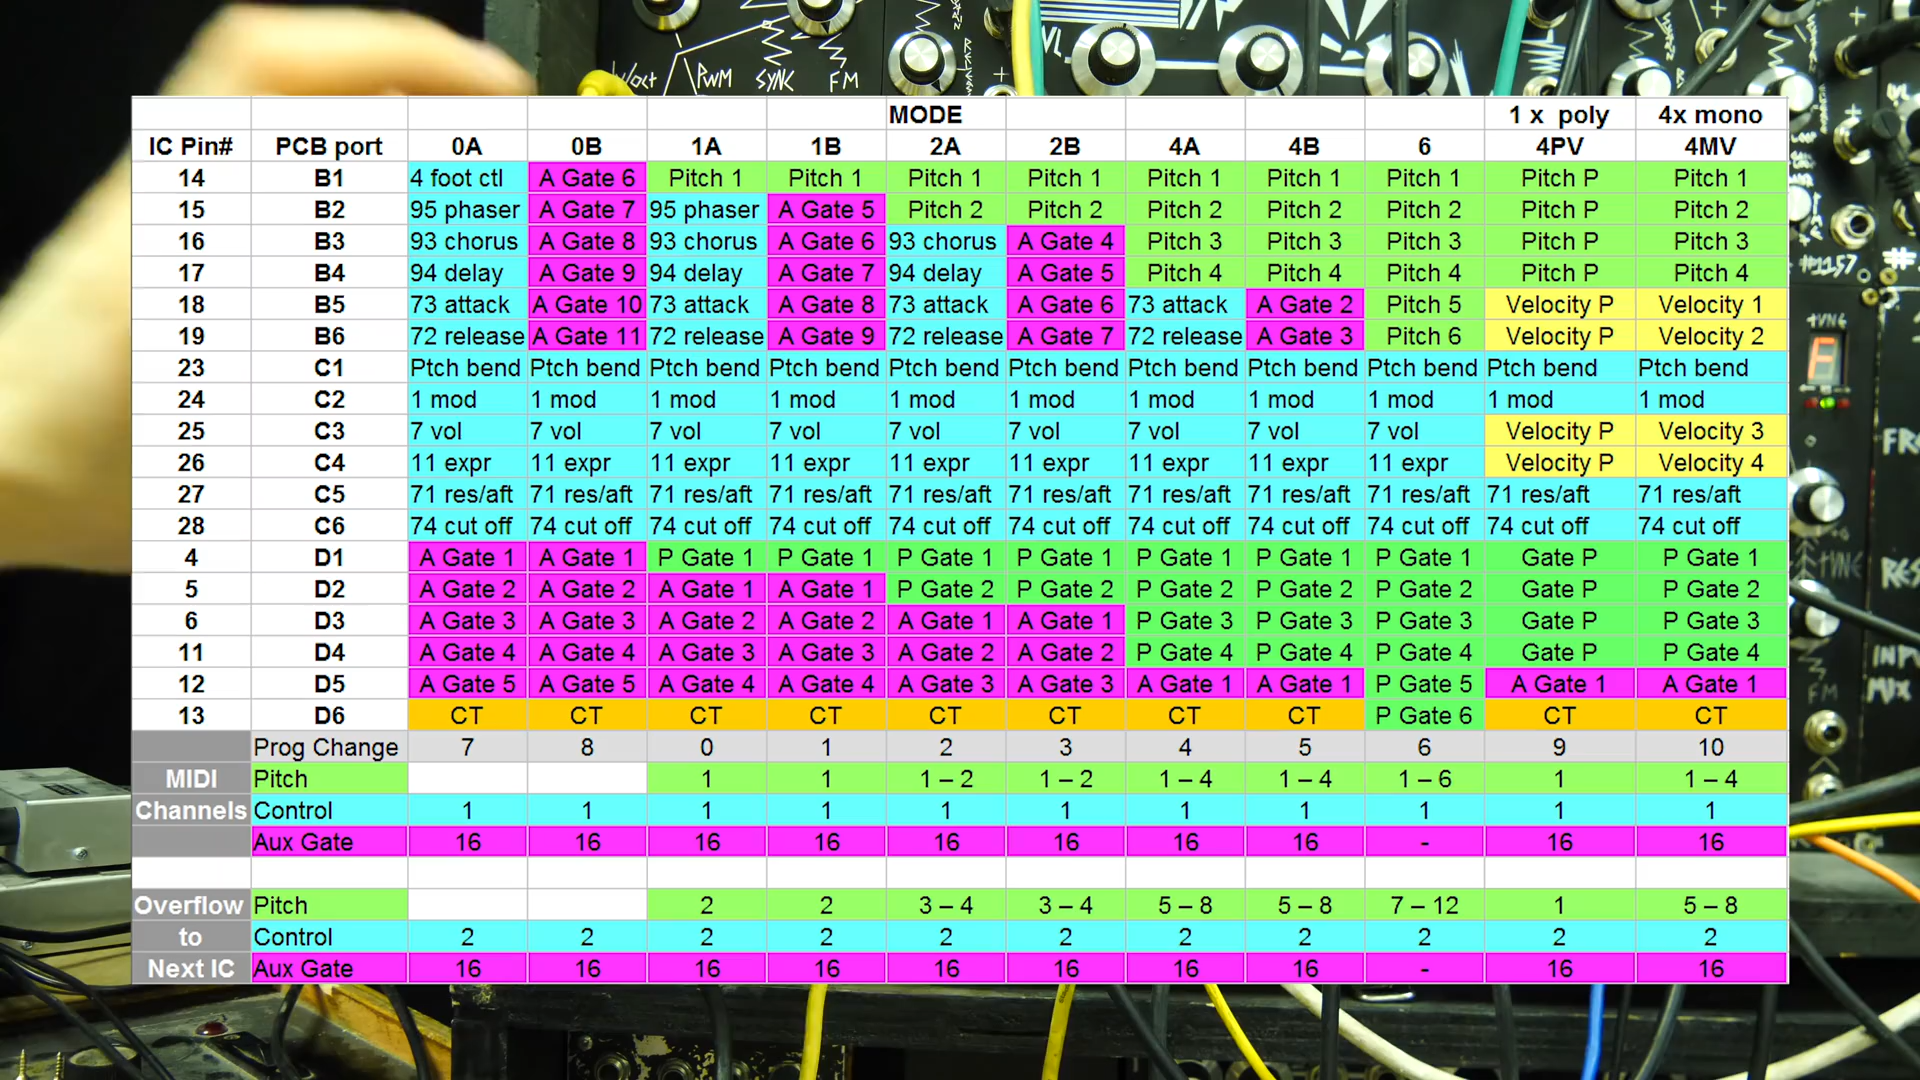 v/oct PWM SYNC FM
MODE 1 x poly 4x mono
IC Pin# PCB port 0A 0B 1A 1B 2A 2B 4A 4B 6 4PV 4MV
14 B1 4 foot ctl A Gate 6 Pitch 1 Pitch 1 Pitch 1 Pitch 1 Pitch 1 Pitch 1 Pitch 1 Pitch P Pitch 1
15 B2 95 phaser A Gate 7 95 phaser A Gate 5 Pitch 2 Pitch 2 Pitch 2 Pitch 2 Pitch 2 Pitch P Pitch 2
16 B3 93 chorus A Gate 8 93 chorus A Gate 6 93 chorus A Gate 4 Pitch 3 Pitch 3 Pitch 3 Pitch P Pitch 3
17 B4 94 delay A Gate 9 94 delay A Gate 7 94 delay A Gate 5 Pitch 4 Pitch 4 Pitch 4 Pitch P Pitch 4
18 B5 73 attack A Gate 10 73 attack A Gate 8 73 attack A Gate 6 73 attack A Gate 2 Pitch 5 Velocity P Velocity 1
19 B6 72 release A Gate 11 72 release A Gate 9 72 release A Gate 7 72 release A Gate 3 Pitch 6 Velocity P Velocity 2
23 C1 Ptch bend Ptch bend Ptch bend Ptch bend Ptch bend Ptch bend Ptch bend Ptch bend Ptch bend Ptch bend Ptch bend
24 C2 1 mod 1 mod 1 mod 1 mod 1 mod 1 mod 1 mod 1 mod 1 mod 1 mod 1 mod
25 C3 7 vol 7 vol 7 vol 7 vol 7 vol 7 vol 7 vol 7 vol 7 vol Velocity P Velocity 3
26 C4 11 expr 11 expr 11 expr 11 expr 11 expr 11 expr 11 expr 11 expr 11 expr Velocity P Velocity 4
27 C5 71 res/aft 71 res/aft 71 res/aft 71 res/aft 71 res/aft 71 res/aft 71 res/aft 71 res/aft 71 res/aft 71 res/aft 71 res/aft
28 C6 74 cut off 74 cut off 74 cut off 74 cut off 74 cut off 74 cut off 74 cut off 74 cut off 74 cut off 74 cut off 74 cut off
4 D1 A Gate 1 A Gate 1 P Gate 1 P Gate 1 P Gate 1 P Gate 1 P Gate 1 P Gate 1 P Gate 1 Gate P P Gate 1
5 D2 A Gate 2 A Gate 2 A Gate 1 A Gate 1 P Gate 2 P Gate 2 P Gate 2 P Gate 2 P Gate 2 Gate P P Gate 2
6 D3 A Gate 3 A Gate 3 A Gate 2 A Gate 2 A Gate 1 A Gate 1 P Gate 3 P Gate 3 P Gate 3 Gate P P Gate 3
11 D4 A Gate 4 A Gate 4 A Gate 3 A Gate 3 A Gate 2 A Gate 2 P Gate 4 P Gate 4 P Gate 4 Gate P P Gate 4
12 D5 A Gate 5 A Gate 5 A Gate 4 A Gate 4 A Gate 3 A Gate 3 A Gate 1 A Gate 1 P Gate 5 A Gate 1 A Gate 1
13 D6 CT CT CT CT CT CT CT CT P Gate 6 CT CT
Prog Change 7 8 0 1 2 3 4 5 6 9 10
MIDI Pitch 1 1 1 – 2 1 – 2 1 – 4 1 – 4 1 – 6 1 1 – 4
Channels Control 1 1 1 1 1 1 1 1 1 1 1
Aux Gate 16 16 16 16 16 16 16 16 - 16 16
Overflow Pitch 2 2 3 – 4 3 – 4 5 – 8 5 – 8 7 – 12 1 5 – 8
to Control 2 2 2 2 2 2 2 2 2 2 2
Next IC Aux Gate 16 16 16 16 16 16 16 16 - 16 16
#1157
+VNG
F
FM